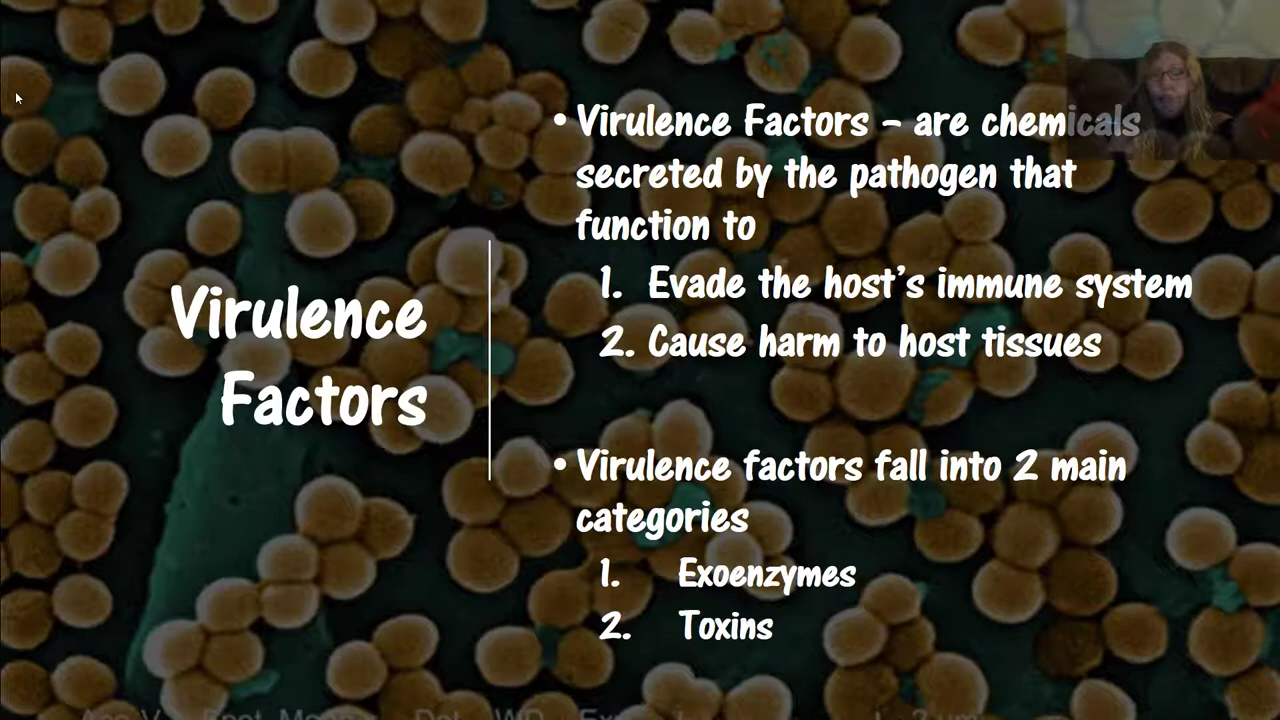 Virulence
Factors
• Virulence Factors – are chemicals
secreted by the pathogen that
function to
1. Evade the host's immune system
2. Cause harm to host tissues
• Virulence factors fall into 2 main
categories
1. Exoenzymes
2. Toxins